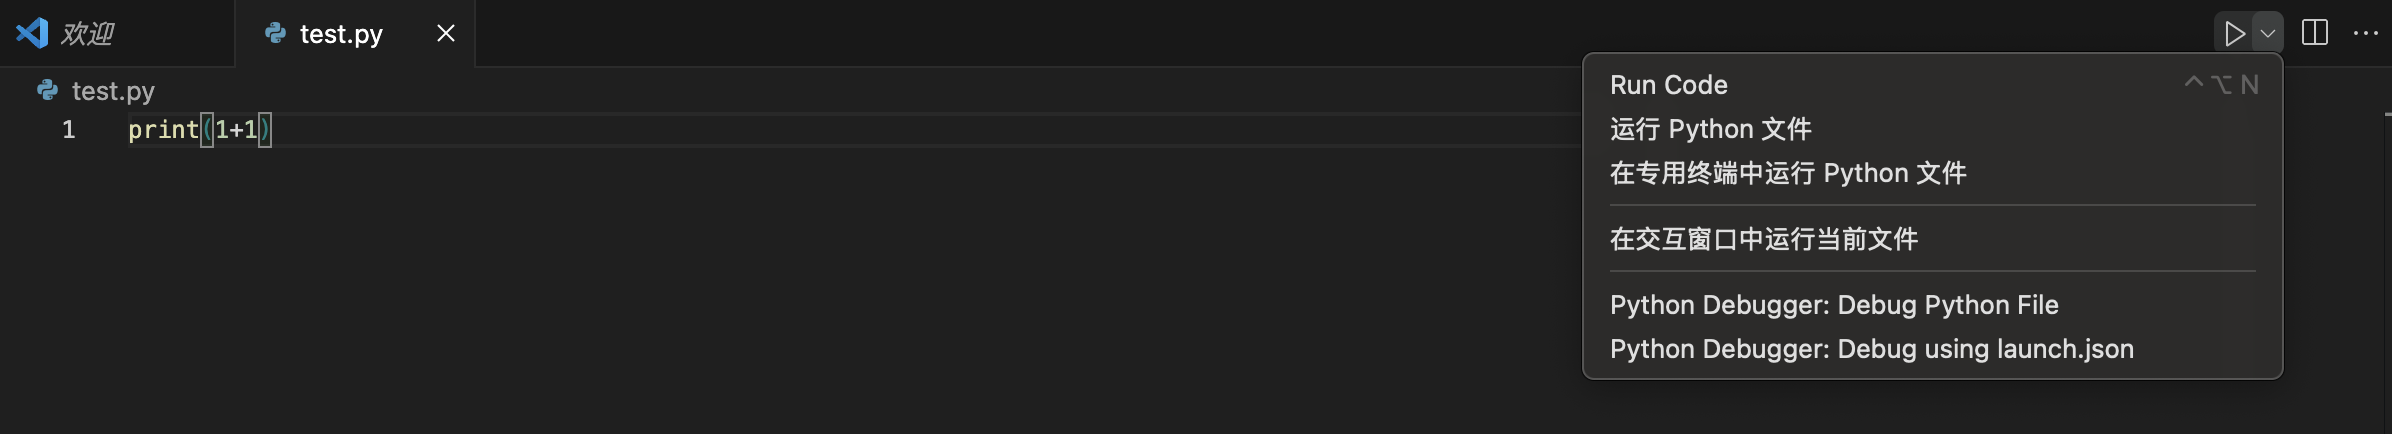 欢迎
test.py
test.py
1 print(1+1)
Run Code ^⌥N
运行 Python 文件
在专用终端中运行 Python 文件
在交互窗口中运行当前文件
Python Debugger: Debug Python File
Python Debugger: Debug using launch.json